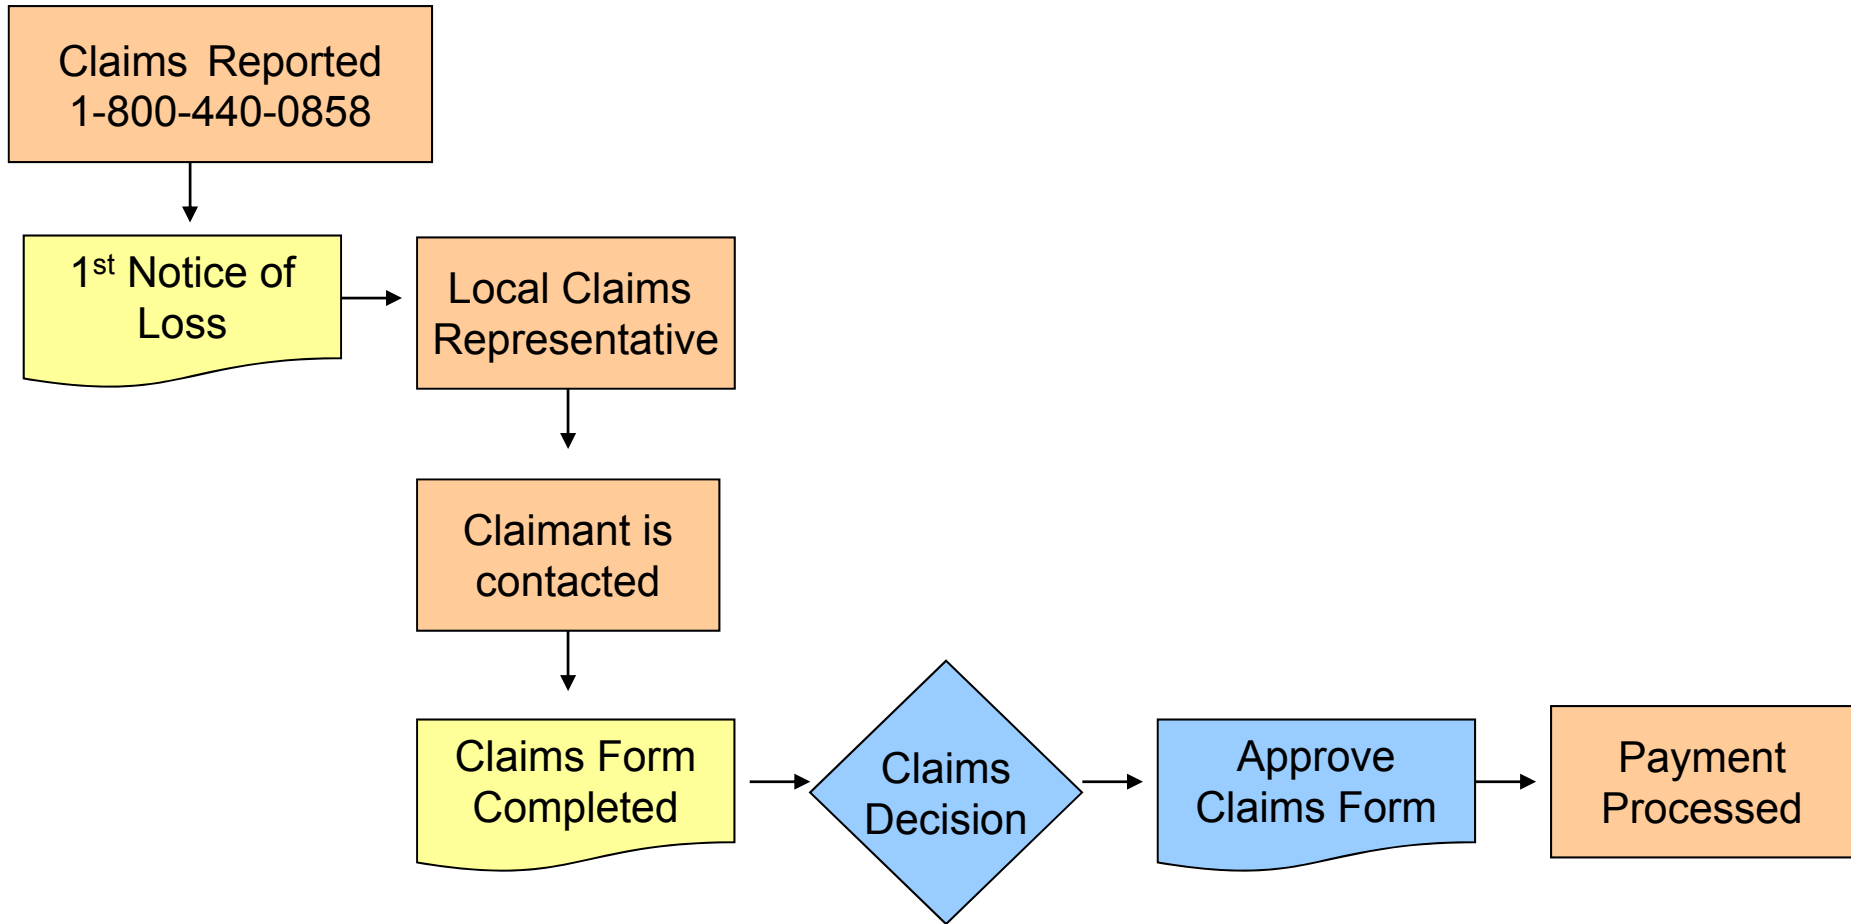 Claims Reported
1-800-440-0858
1st Notice of
Loss
Local Claims
Representative
Claimant is
contacted
Claims Form
Completed
Claims
Decision
Approve
Claims Form
Payment
Processed